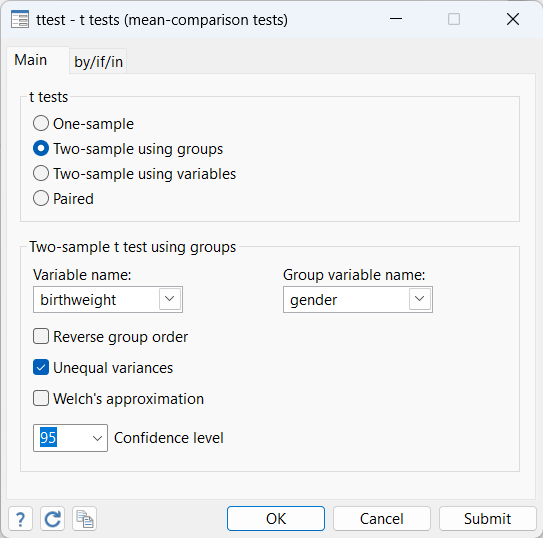 ttest - t tests (mean-comparison tests)
Main by/if/in
t tests
One-sample
Two-sample using groups
Two-sample using variables
Paired
Two-sample t test using groups
Variable name: Group variable name:
birthweight gender
Reverse group order
Unequal variances
Welch's approximation
95 Confidence level
? OK Cancel Submit